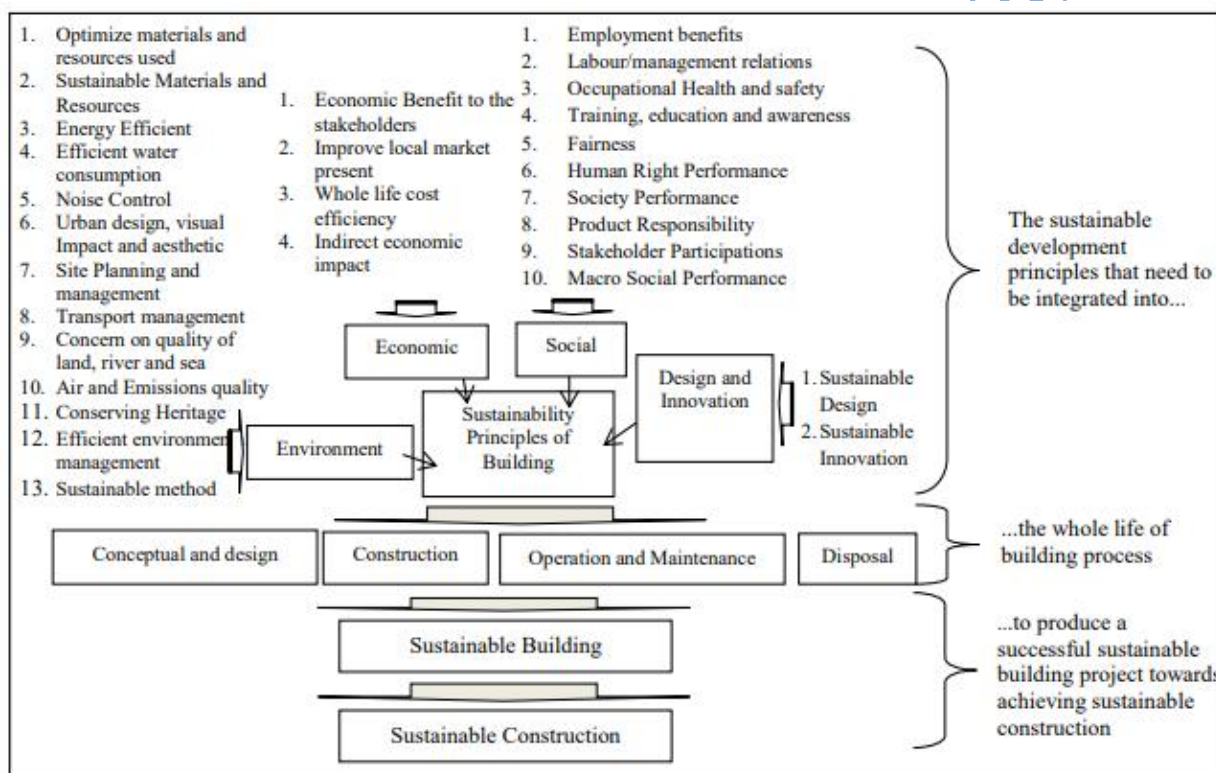 1. Optimize materials and
resources used
2. Sustainable Materials and
Resources
3. Energy Efficient
4. Efficient water
consumption
5. Noise Control
6. Urban design, visual
Impact and aesthetic
7. Site Planning and
management
8. Transport management
9. Concern on quality of
land, river and sea
10. Air and Emissions quality
11. Conserving Heritage
12. Efficient environmen
management
13. Sustainable method
1. Economic Benefit to the
stakeholders
2. Improve local market
present
3. Whole life cost
efficiency
4. Indirect economic
impact
1. Employment benefits
2. Labour/management relations
3. Occupational Health and safety
4. Training, education and awareness
5. Fairness
6. Human Right Performance
7. Society Performance
8. Product Responsibility
9. Stakeholder Participations
10. Macro Social Performance
The sustainable
development
principles that need to
be integrated into...
Economic
Social
Design and
Innovation
1. Sustainable
Design
2. Sustainable
Innovation
Environment
Sustainability
Principles of
Building
Conceptual and design
Construction
Operation and Maintenance
Disposal
...the whole life of
building process
Sustainable Building
Sustainable Construction
...to produce a
successful sustainable
building project towards
achieving sustainable
construction